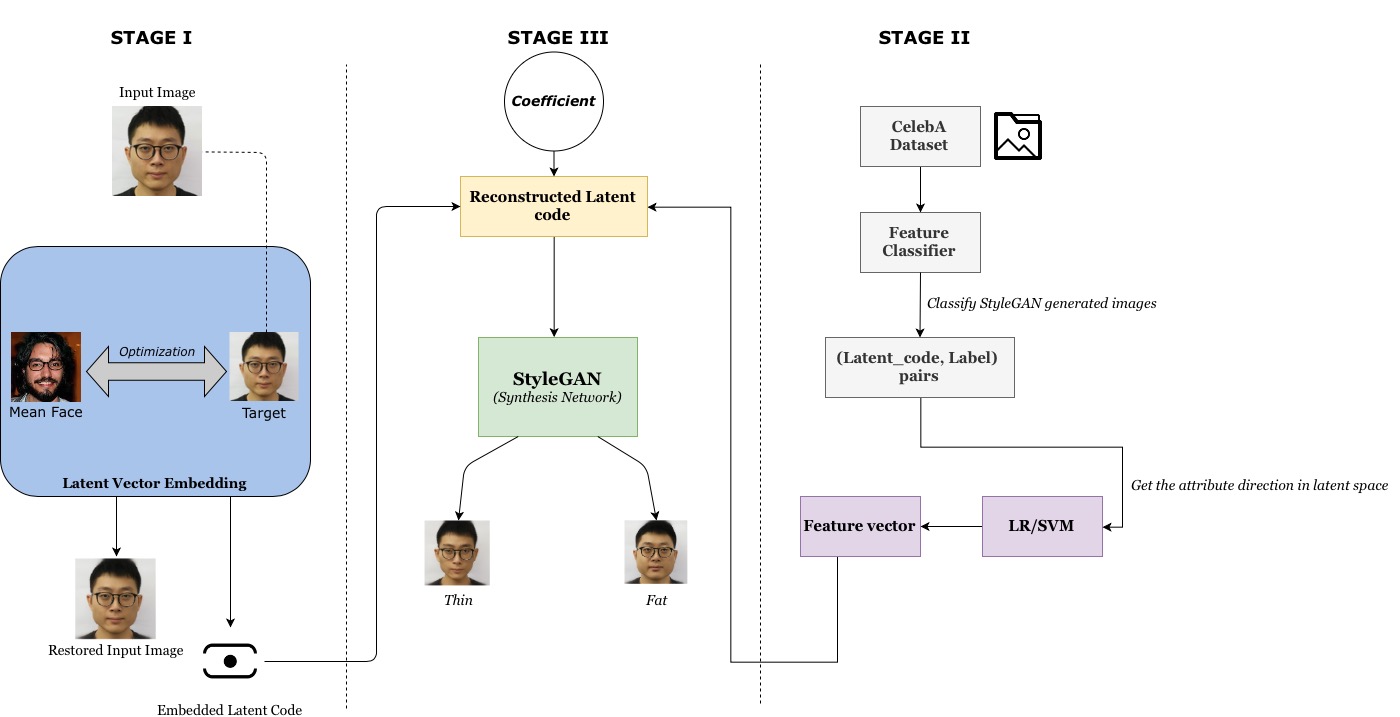 STAGE I
Input Image
Optimization
Mean Face
Target
Latent Vector Embedding
Restored Input Image
Embedded Latent Code
STAGE III
Coefficient
Reconstructed Latent
code
StyleGAN
(Synthesis Network)
Thin
Fat
STAGE II
CelebA
Dataset
Feature
Classifier
Classify StyleGAN generated images
(Latent_code, Label)
pairs
Get the attribute direction in latent space
LR/SVM
Feature vector